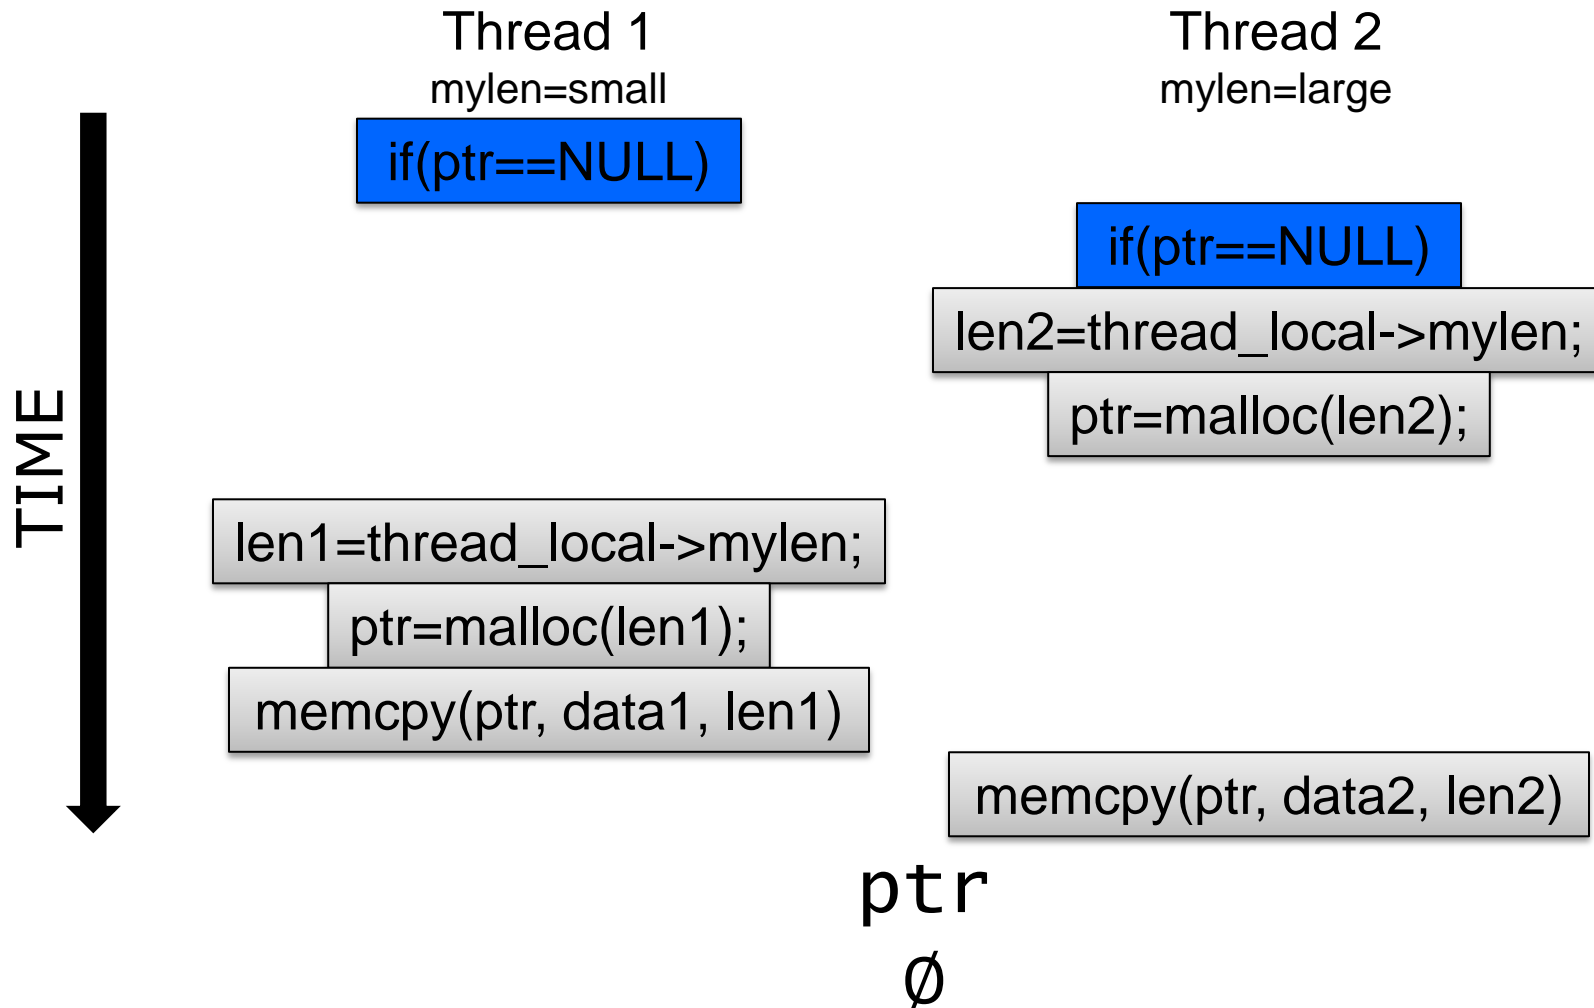 Thread 1
mylen=small
Thread 2
mylen=large
if(ptr==NULL)
if(ptr==NULL)
len2=thread_local->mylen;
ptr=malloc(len2);
TIME
len1=thread_local->mylen;
ptr=malloc(len1);
memcpy(ptr, data1, len1)
memcpy(ptr, data2, len2)
ptr
∅